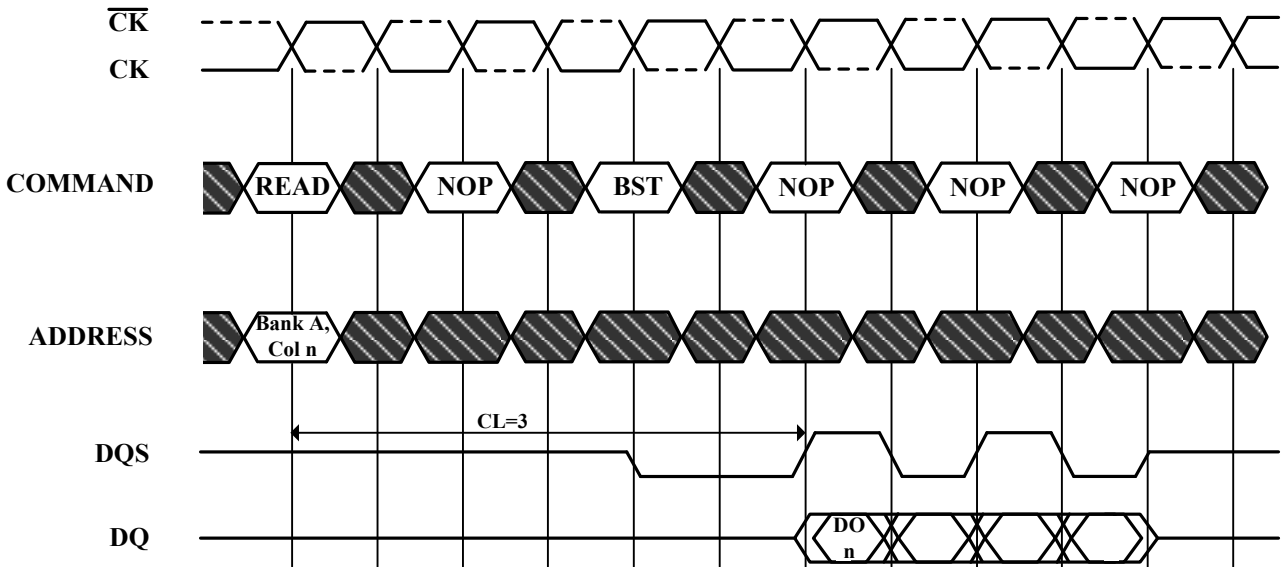 CK
CK
COMMAND READ NOP BST NOP NOP NOP
ADDRESS Bank A,
Col n
CL=3
DQS
DQ DO
n